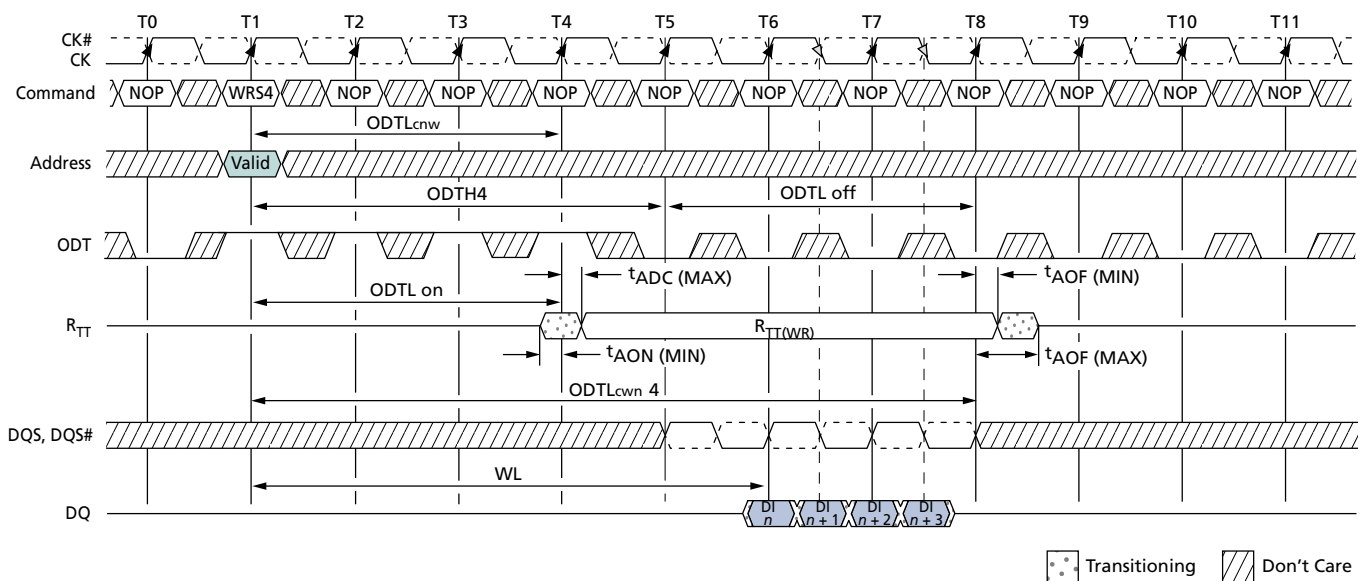 T0 T1 T2 T3 T4 T5 T6 T7 T8 T9 T10 T11
CK#
CK
Command NOP WRS4 NOP NOP NOP NOP NOP NOP NOP NOP NOP NOP
ODTLcnw
Address Valid
ODTH4 ODTL off
ODT
tADC (MAX) tAOF (MIN)
ODTL on
RTT RTT(WR)
tAON (MIN) tAOF (MAX)
ODTLcwn 4
DQS, DQS#
WL
DQ DI n DI n + 1 DI n + 2 DI n + 3
Transitioning Don't Care